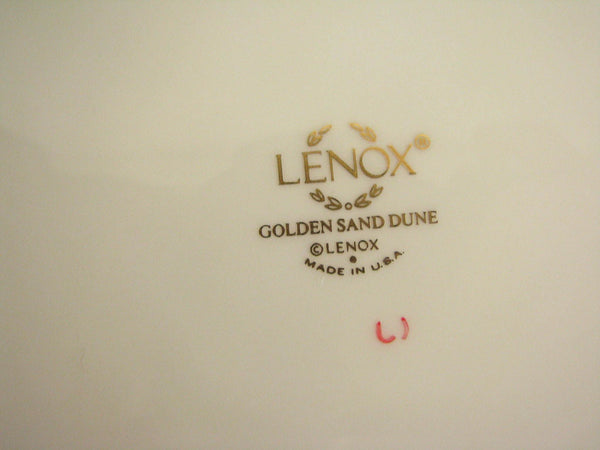 LENOX®
GOLDEN SAND DUNE
©LENOX
MADE IN U.S.A.